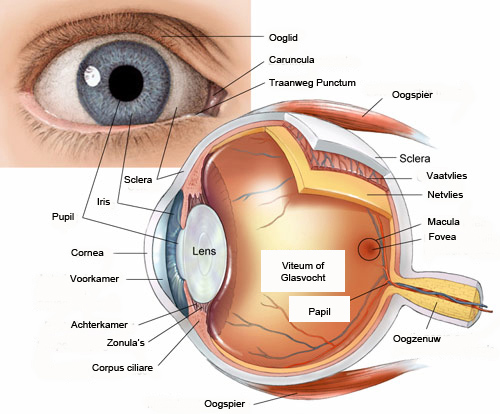 Ooglid
Caruncula
Traanweg Punctum
Oogspier
Sclera
Vaatvlies
Netvlies
Sclera
Iris
Pupil
Macula
Fovea
Cornea
Lens
Viteum of
Glasvocht
Voorkamer
Papil
Achterkamer
Zonula's
Oogzenuw
Corpus ciliare
Oogspier